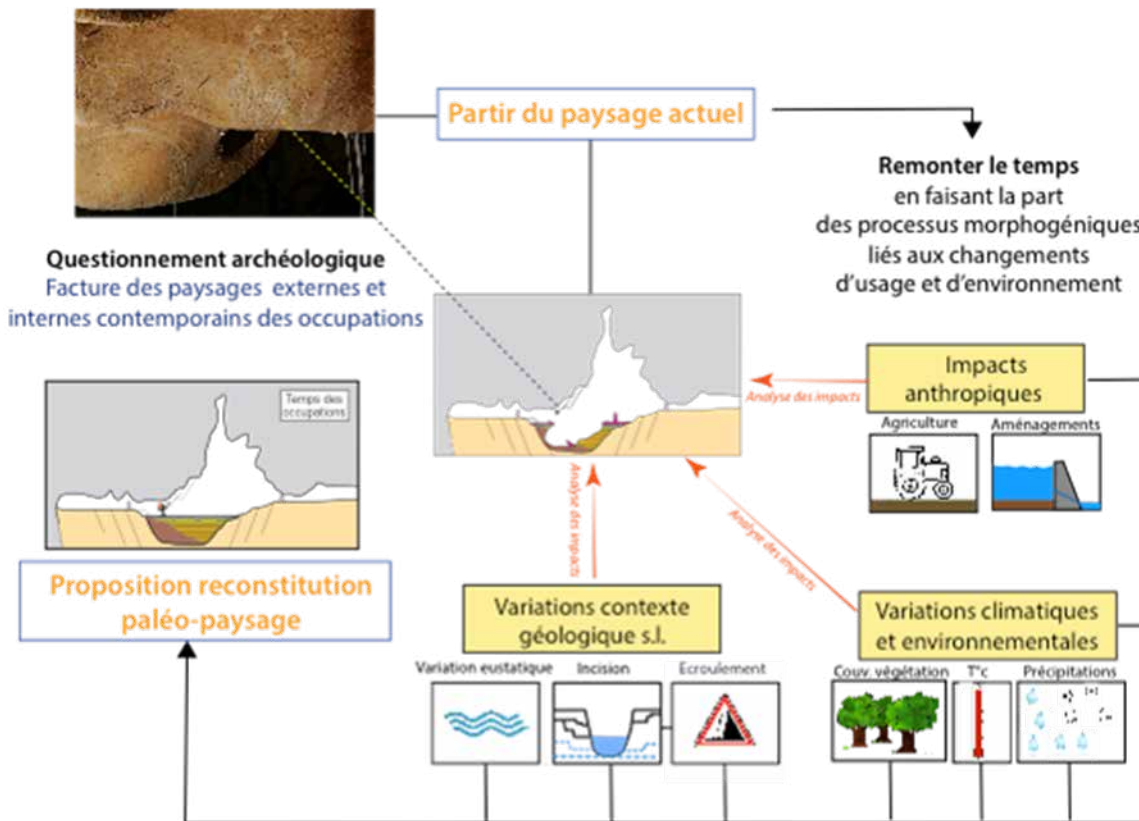 Partir du paysage actuel
Remonter le temps
en faisant la part
des processus morphogéniques
liés aux changements
d'usage et d'environnement
Questionnement archéologique
Facture des paysages externes et
internes contemporains des occupations
Temps des
occupations
Proposition reconstitution
paléo-paysage
Impacts
anthropiques
Analyse des impacts
Agriculture
Aménagements
Analyse des impacts
Analyse des impacts
Variations contexte
géologique s.l.
Variation eustatique
Incision
Ecroulement
Variations climatiques
et environnementales
Couv. végétation
T°c
Précipitations